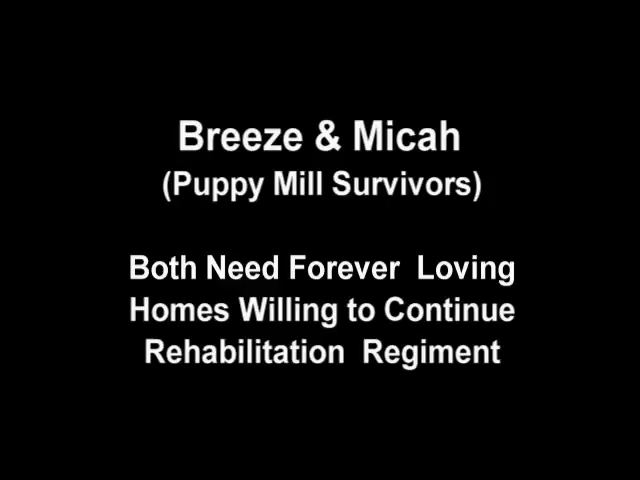 Breeze & Micah
(Puppy Mill Survivors)
Both Need Forever Loving
Homes Willing to Continue
Rehabilitation Regiment